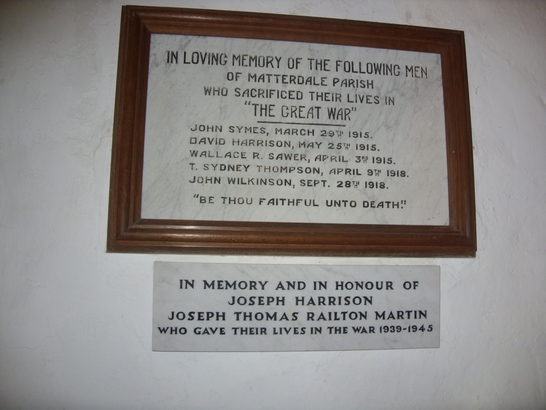 IN LOVING MEMORY OF THE FOLLOWING MEN
OF MATTERDALE PARISH
WHO SACRIFICED THEIR LIVES IN
"THE GREAT WAR"
JOHN SYMES, MARCH 29TH 1915.
DAVID HARRISON, MAY 25TH 1915.
WALLACE R. SAWER, APRIL 3RD 1915.
T. SYDNEY THOMPSON, APRIL 9TH 1918.
JOHN WILKINSON, SEPT. 28TH 1918.
"BE THOU FAITHFUL UNTO DEATH."
IN MEMORY AND IN HONOUR OF
JOSEPH HARRISON
JOSEPH THOMAS RAILTON MARTIN
WHO GAVE THEIR LIVES IN THE WAR 1939-1945